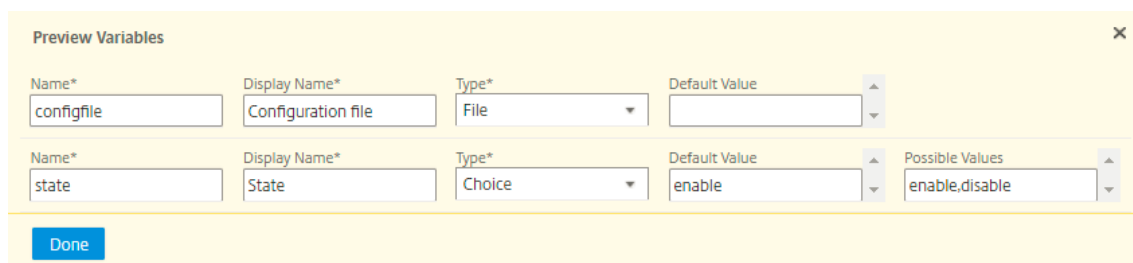 Preview Variables
Name* Display Name* Type* Default Value
configfile Configuration file File
Name* Display Name* Type* Default Value Possible Values
state State Choice enable enable,disable
Done